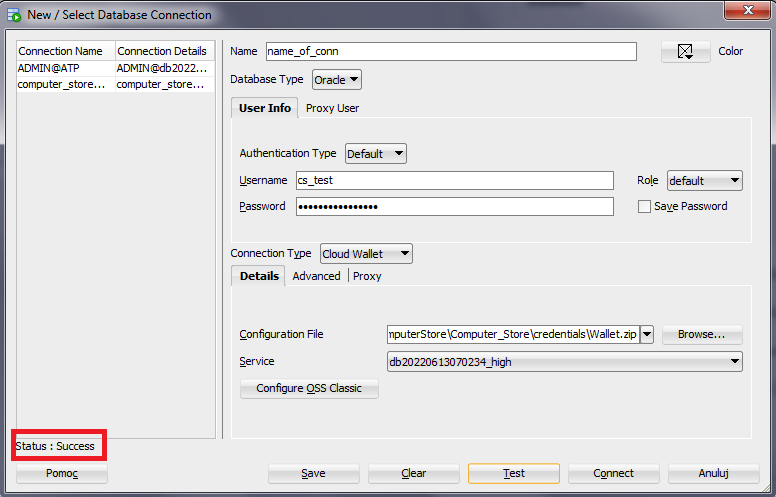 New / Select Database Connection
Connection Name Connection Details
ADMIN@ATP ADMIN@db2022...
computer_store... computer_store...
Name name_of_conn Color
Database Type Oracle
User Info Proxy User
Authentication Type Default
Username cs_test Role default
Password •••••••••••••••• Save Password
Connection Type Cloud Wallet
Details Advanced Proxy
Configuration File mputerStore\Computer_Store\credentials\Wallet.zip Browse...
Service db20220613070234_high
Configure OSS Classic
Status : Success
Pomoc Save Clear Test Connect Anuluj